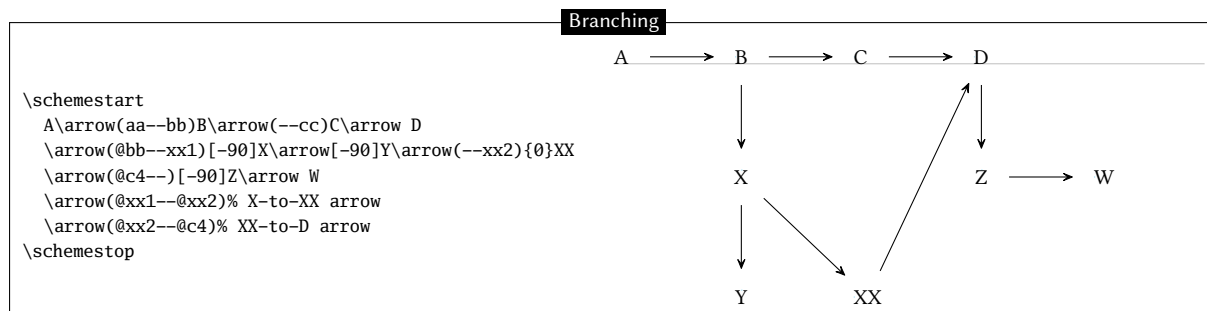 Branching
\schemestart
A\arrow(aa--bb)B\arrow(--cc)C\arrow D
\arrow(@bb--xx1)[-90]X\arrow[-90]Y\arrow(--xx2){0}XX
\arrow(@c4--)[-90]Z\arrow W
\arrow(@xx1--@xx2)% X-to-XX arrow
\arrow(@xx2--@c4)% XX-to-D arrow
\schemestop
A B C D
X Z W
Y XX